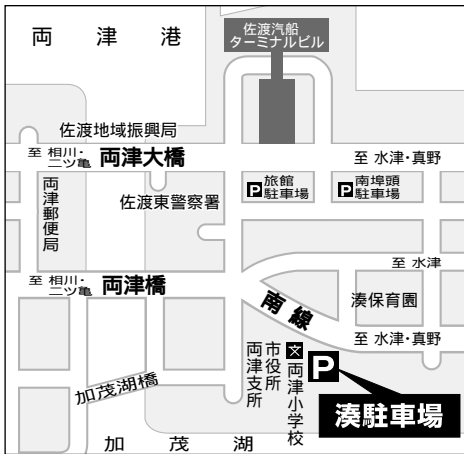 両津港
佐渡汽船
ターミナルビル
佐渡地域振興局
至 相川・
二ツ亀
両津大橋
至 水津・真野
両津郵便局
佐渡東警察署
P 旅館
駐車場
P 南埠頭
駐車場
至 水津
至 相川・
二ツ亀
両津橋
南線
湊保育園
至 水津・真野
市役所
両津支所
文 両津小学校
P
湊駐車場
加茂湖橋
加茂湖